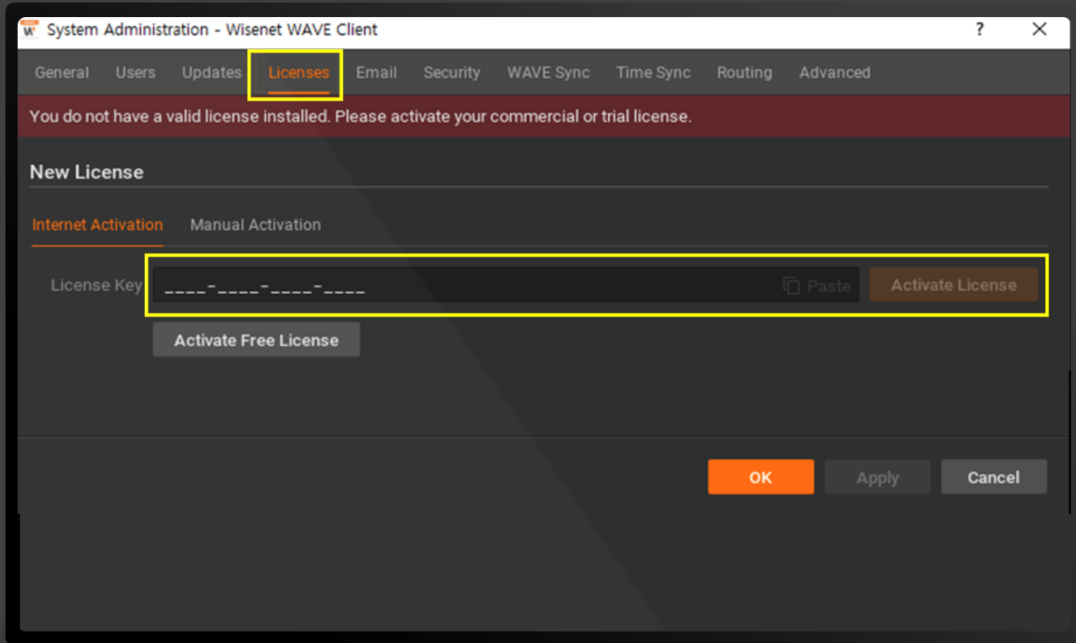 System Administration - Wisenet WAVE Client ?
General Users Updates Licenses Email Security WAVE Sync Time Sync Routing Advanced
You do not have a valid license installed. Please activate your commercial or trial license.
New License
Internet Activation Manual Activation
License Key ____-____-____-____ Paste Activate License
Activate Free License
OK Apply Cancel